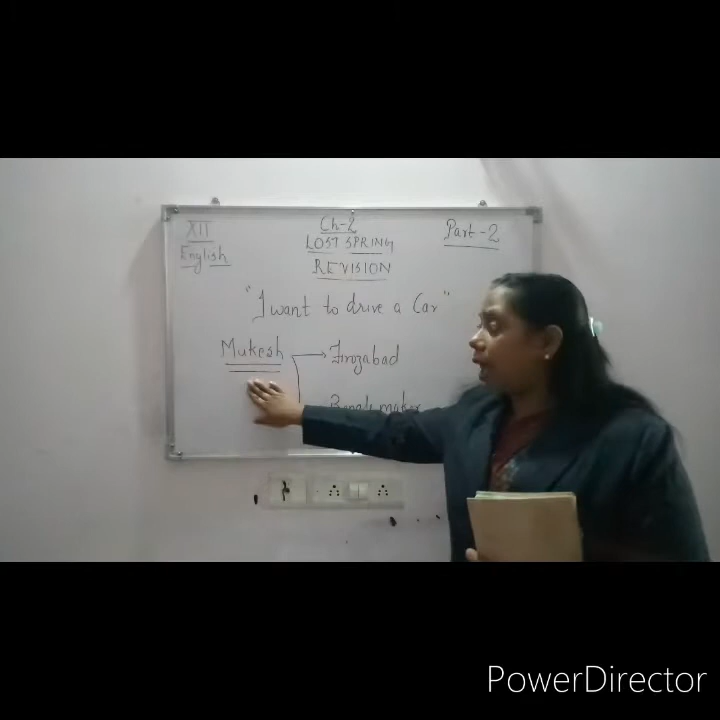 XII
English
Ch-2
LOST SPRING
REVISION
Part-2
"I want to drive a Car"
Mukesh
Firozabad
Bangle maker
PowerDirector